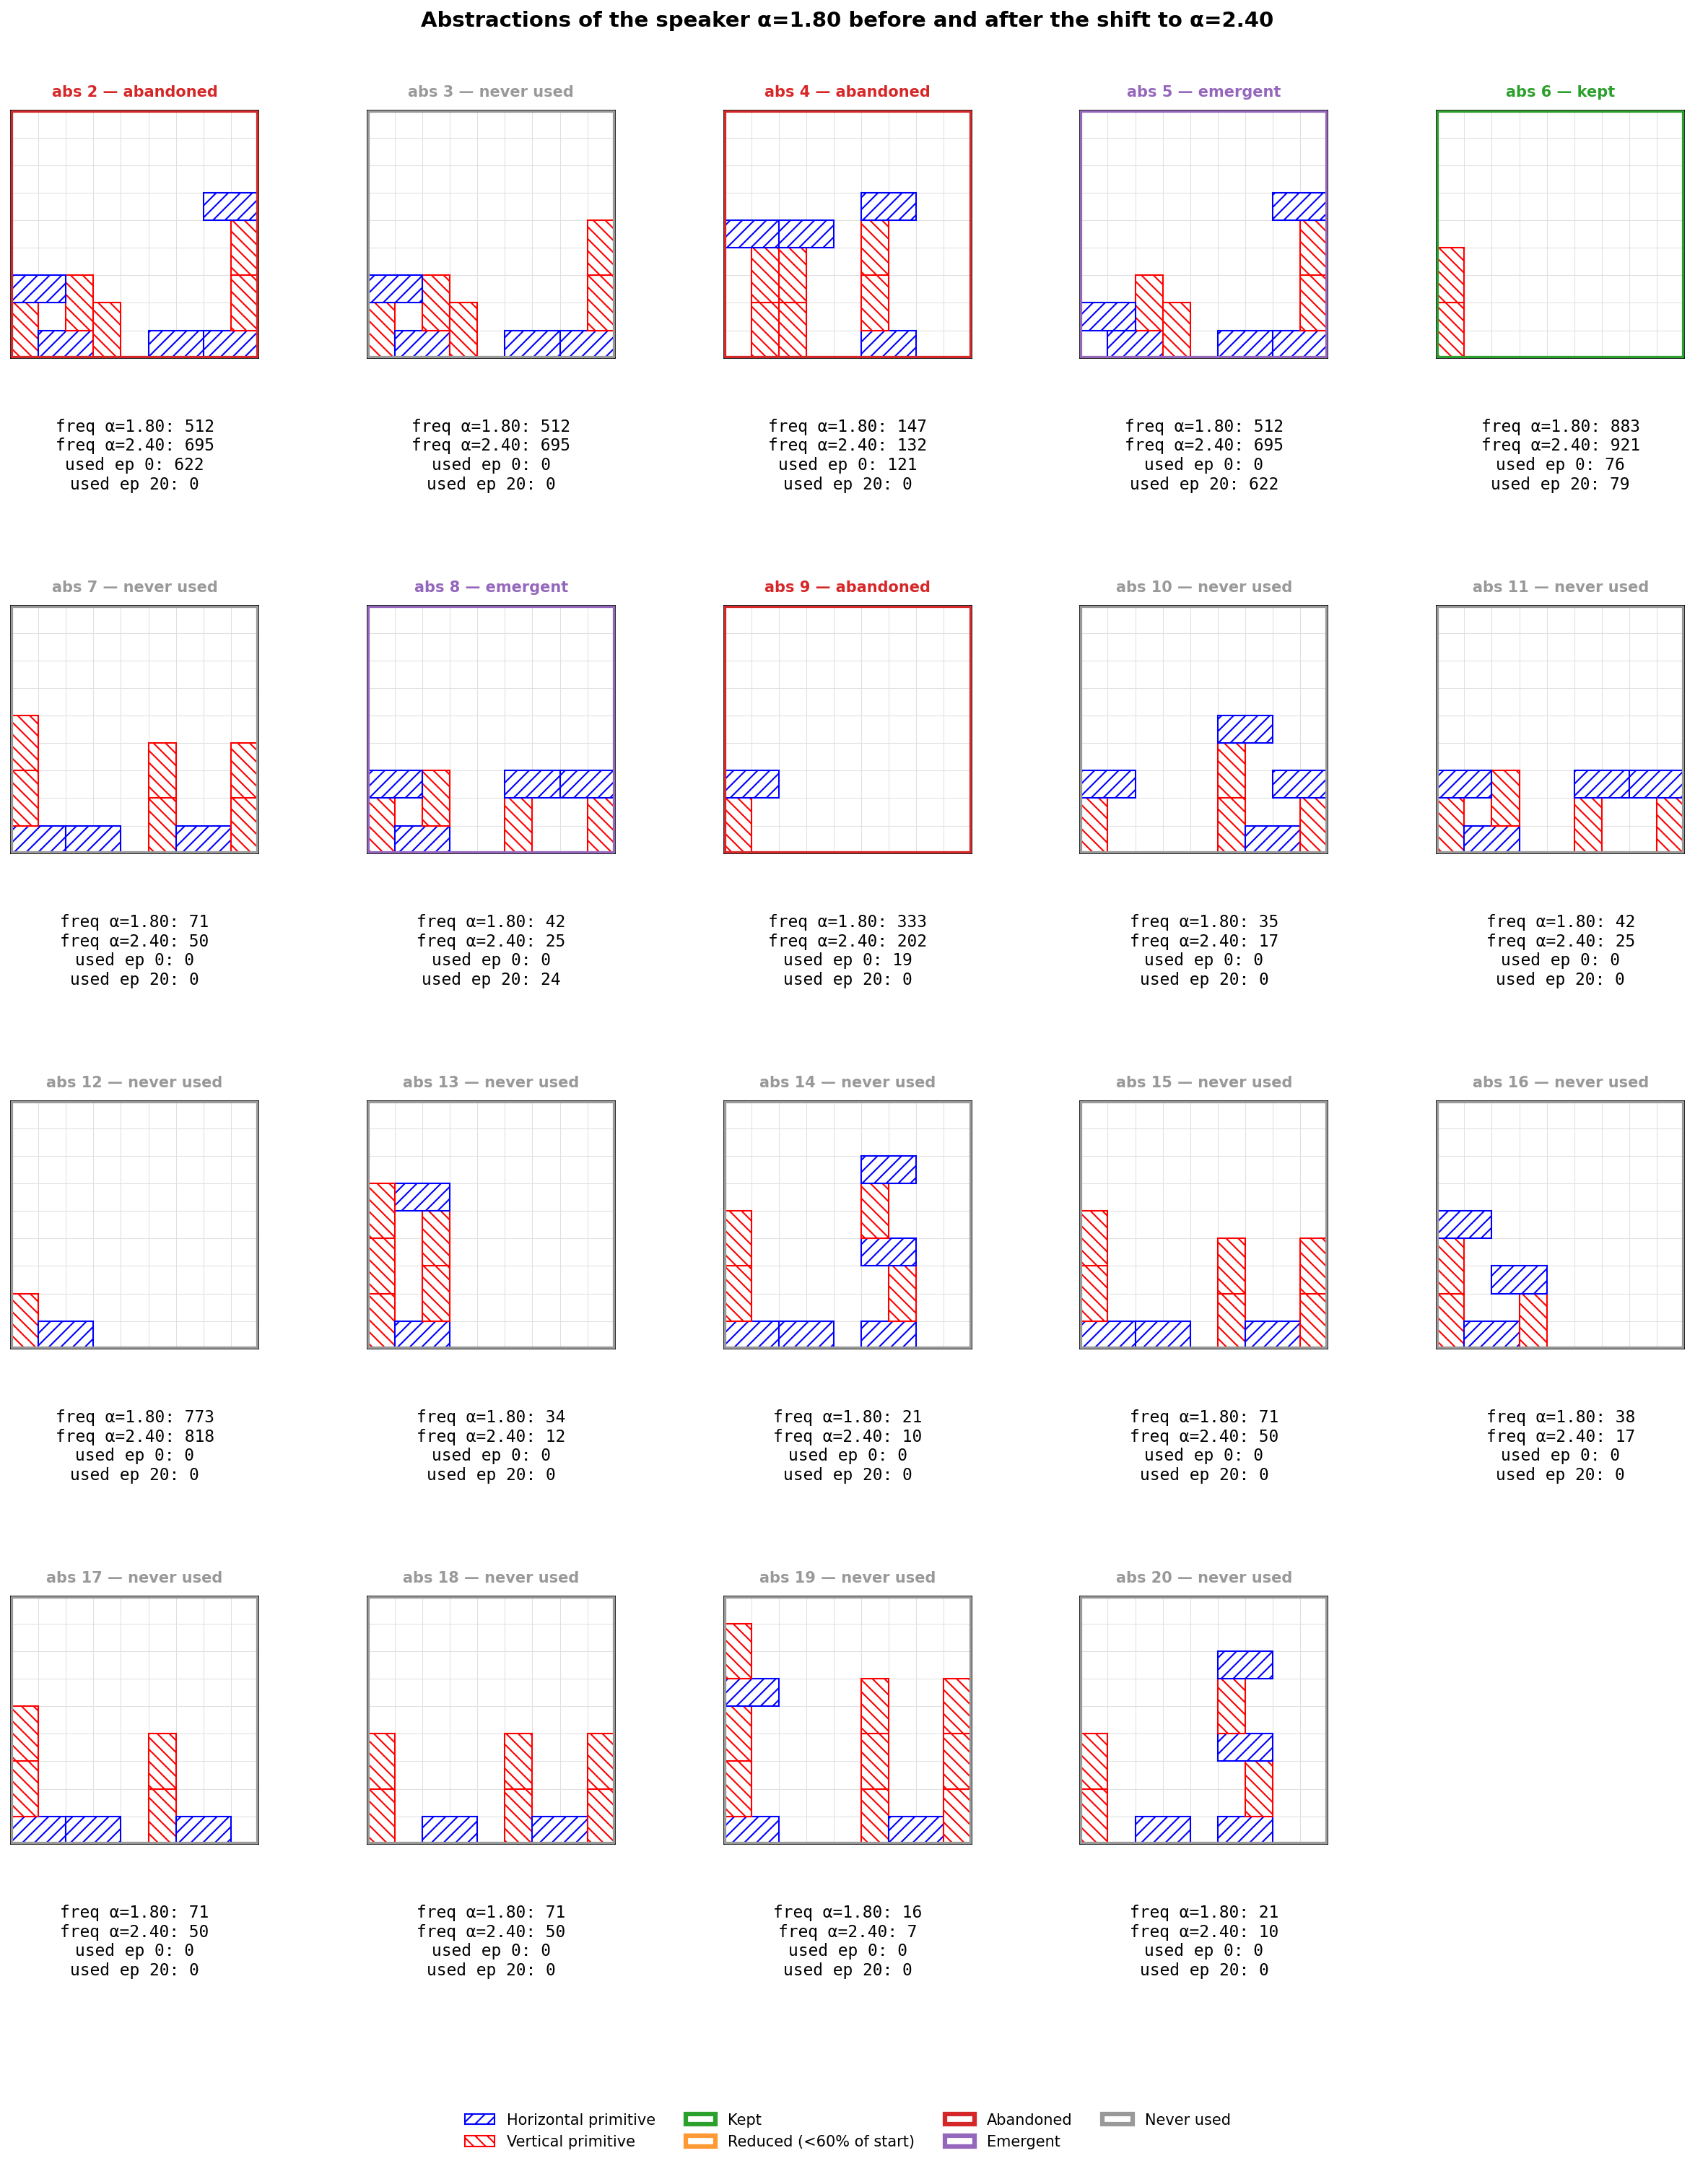 Abstractions of the speaker α=1.80 before and after the shift to α=2.40
abs 2 — abandoned
freq α=1.80: 512
freq α=2.40: 695
used ep 0: 622
used ep 20: 0
abs 3 — never used
freq α=1.80: 512
freq α=2.40: 695
used ep 0: 0
used ep 20: 0
abs 4 — abandoned
freq α=1.80: 147
freq α=2.40: 132
used ep 0: 121
used ep 20: 0
abs 5 — emergent
freq α=1.80: 512
freq α=2.40: 695
used ep 0: 0
used ep 20: 622
abs 6 — kept
freq α=1.80: 883
freq α=2.40: 921
used ep 0: 76
used ep 20: 79
abs 7 — never used
freq α=1.80: 71
freq α=2.40: 50
used ep 0: 0
used ep 20: 0
abs 8 — emergent
freq α=1.80: 42
freq α=2.40: 25
used ep 0: 0
used ep 20: 24
abs 9 — abandoned
freq α=1.80: 333
freq α=2.40: 202
used ep 0: 19
used ep 20: 0
abs 10 — never used
freq α=1.80: 35
freq α=2.40: 17
used ep 0: 0
used ep 20: 0
abs 11 — never used
freq α=1.80: 42
freq α=2.40: 25
used ep 0: 0
used ep 20: 0
abs 12 — never used
freq α=1.80: 773
freq α=2.40: 818
used ep 0: 0
used ep 20: 0
abs 13 — never used
freq α=1.80: 34
freq α=2.40: 12
used ep 0: 0
used ep 20: 0
abs 14 — never used
freq α=1.80: 21
freq α=2.40: 10
used ep 0: 0
used ep 20: 0
abs 15 — never used
freq α=1.80: 71
freq α=2.40: 50
used ep 0: 0
used ep 20: 0
abs 16 — never used
freq α=1.80: 38
freq α=2.40: 17
used ep 0: 0
used ep 20: 0
abs 17 — never used
freq α=1.80: 71
freq α=2.40: 50
used ep 0: 0
used ep 20: 0
abs 18 — never used
freq α=1.80: 71
freq α=2.40: 50
used ep 0: 0
used ep 20: 0
abs 19 — never used
freq α=1.80: 16
freq α=2.40: 7
used ep 0: 0
used ep 20: 0
abs 20 — never used
freq α=1.80: 21
freq α=2.40: 10
used ep 0: 0
used ep 20: 0
Horizontal primitive
Vertical primitive
Kept
Reduced (<60% of start)
Abandoned
Emergent
Never used